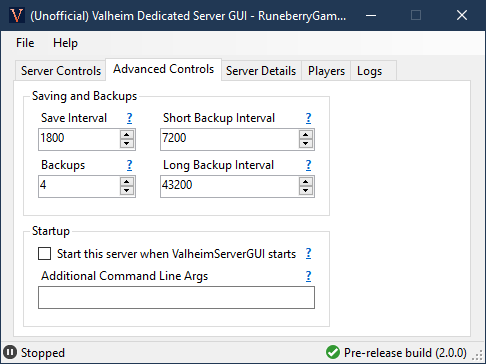 (Unofficial) Valheim Dedicated Server GUI - RuneberryGam...
File Help
Server Controls Advanced Controls Server Details Players Logs
Saving and Backups
Save Interval ? Short Backup Interval ?
1800 7200
Backups ? Long Backup Interval ?
4 43200
Startup
Start this server when ValheimServerGUI starts ?
Additional Command Line Args ?
Stopped Pre-release build (2.0.0)